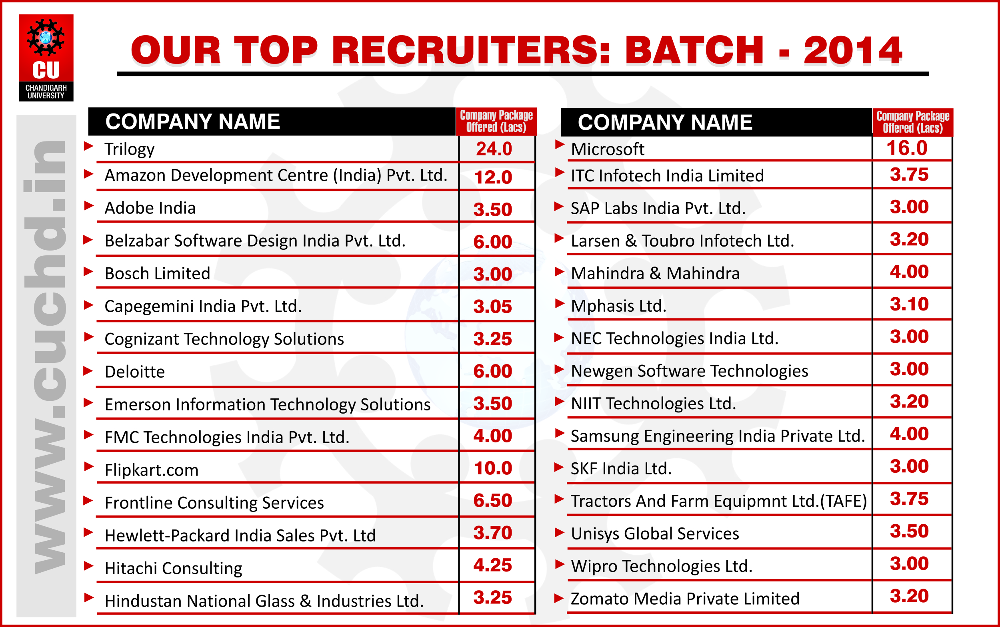 CU
CHANDIGARH
UNIVERSITY
OUR TOP RECRUITERS: BATCH - 2014
www.cuchd.in
COMPANY NAME Company Package Offered (Lacs)
Trilogy 24.0
Amazon Development Centre (India) Pvt. Ltd. 12.0
Adobe India 3.50
Belzabar Software Design India Pvt. Ltd. 6.00
Bosch Limited 3.00
Capegemini India Pvt. Ltd. 3.05
Cognizant Technology Solutions 3.25
Deloitte 6.00
Emerson Information Technology Solutions 3.50
FMC Technologies India Pvt. Ltd. 4.00
Flipkart.com 10.0
Frontline Consulting Services 6.50
Hewlett-Packard India Sales Pvt. Ltd 3.70
Hitachi Consulting 4.25
Hindustan National Glass & Industries Ltd. 3.25
COMPANY NAME Company Package Offered (Lacs)
Microsoft 16.0
ITC Infotech India Limited 3.75
SAP Labs India Pvt. Ltd. 3.00
Larsen & Toubro Infotech Ltd. 3.20
Mahindra & Mahindra 4.00
Mphasis Ltd. 3.10
NEC Technologies India Ltd. 3.00
Newgen Software Technologies 3.00
NIIT Technologies Ltd. 3.20
Samsung Engineering India Private Ltd. 4.00
SKF India Ltd. 3.00
Tractors And Farm Equipmnt Ltd.(TAFE) 3.75
Unisys Global Services 3.50
Wipro Technologies Ltd. 3.00
Zomato Media Private Limited 3.20